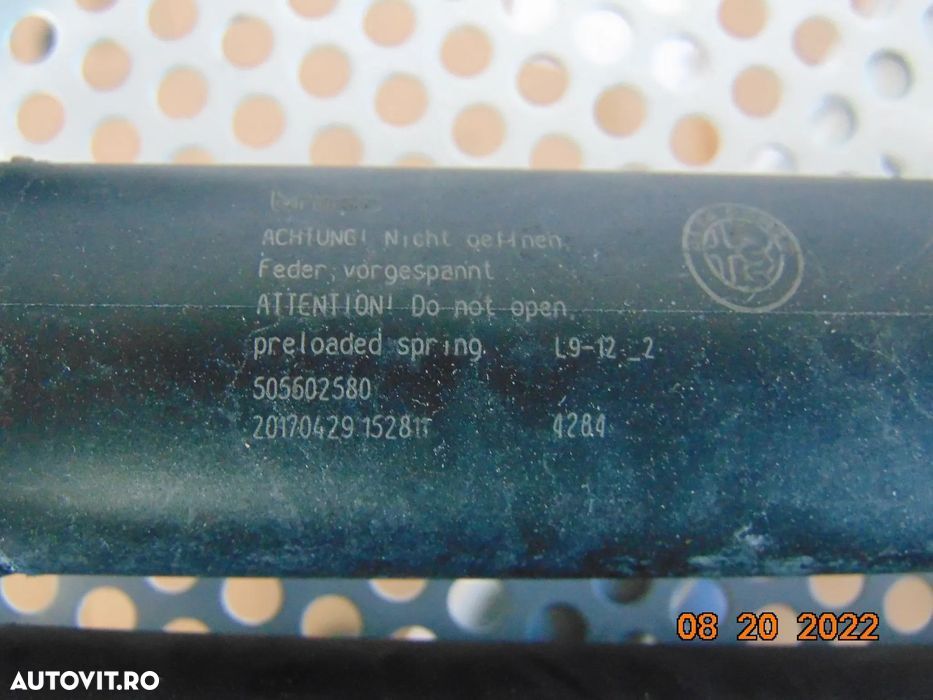 ACHTUNG! Nicht oeffnen.
Feder vorgespannt
ATTENTION! Do not open,
preloaded spring L9-12_2
505602580
20170429 15281T 4284
08 20 2022
AUTOVIT.RO